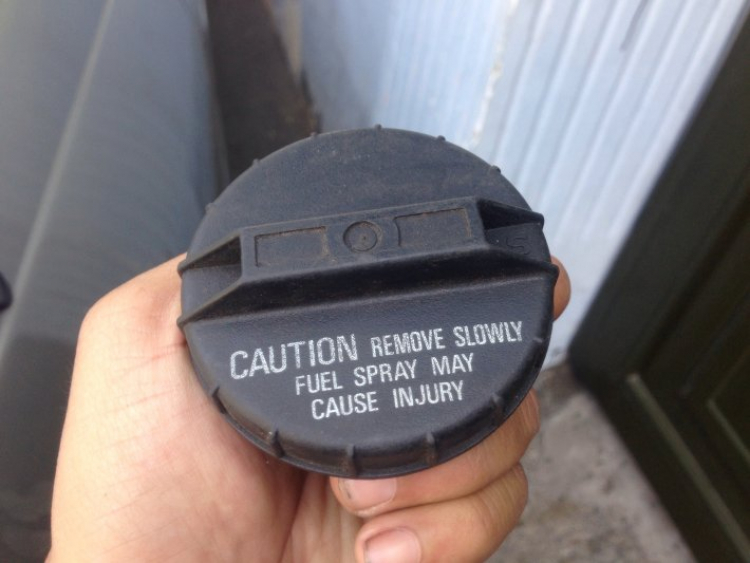 CAUTION REMOVE SLOWLY
FUEL SPRAY MAY
CAUSE INJURY